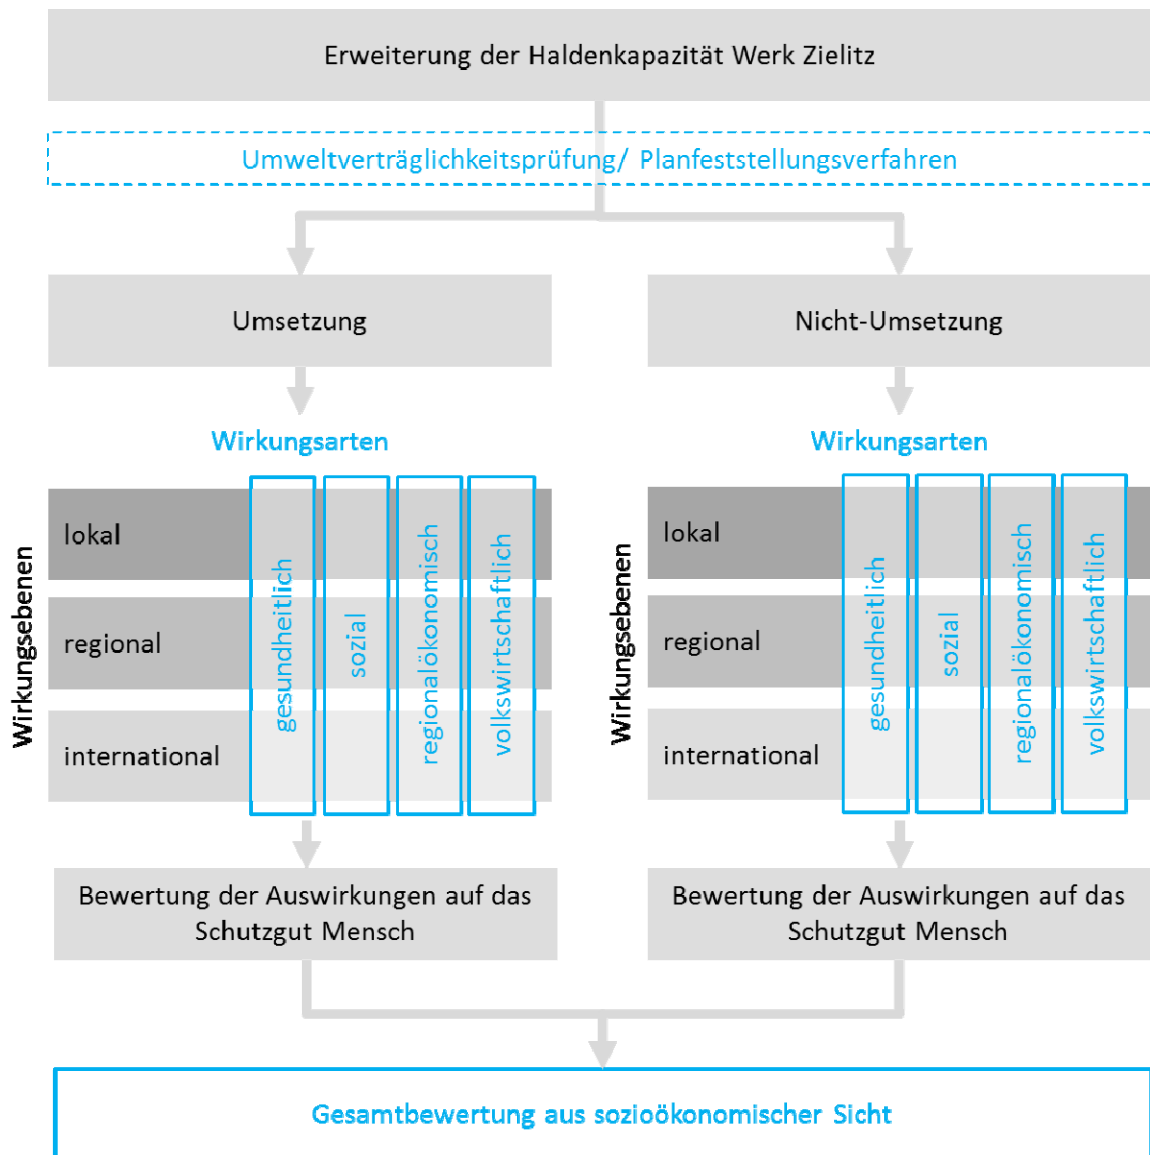 Erweiterung der Haldenkapazität Werk Zielitz
Umweltverträglichkeitsprüfung/ Planfeststellungsverfahren
Umsetzung
Nicht-Umsetzung
Wirkungsarten
Wirkungsebenen
lokal
regional
international
gesundheitlich
sozial
regionalökonomisch
volkswirtschaftlich
Wirkungsarten
Wirkungsebenen
lokal
regional
international
gesundheitlich
sozial
regionalökonomisch
volkswirtschaftlich
Bewertung der Auswirkungen auf das
Schutzgut Mensch
Bewertung der Auswirkungen auf das
Schutzgut Mensch
Gesamtbewertung aus sozioökonomischer Sicht